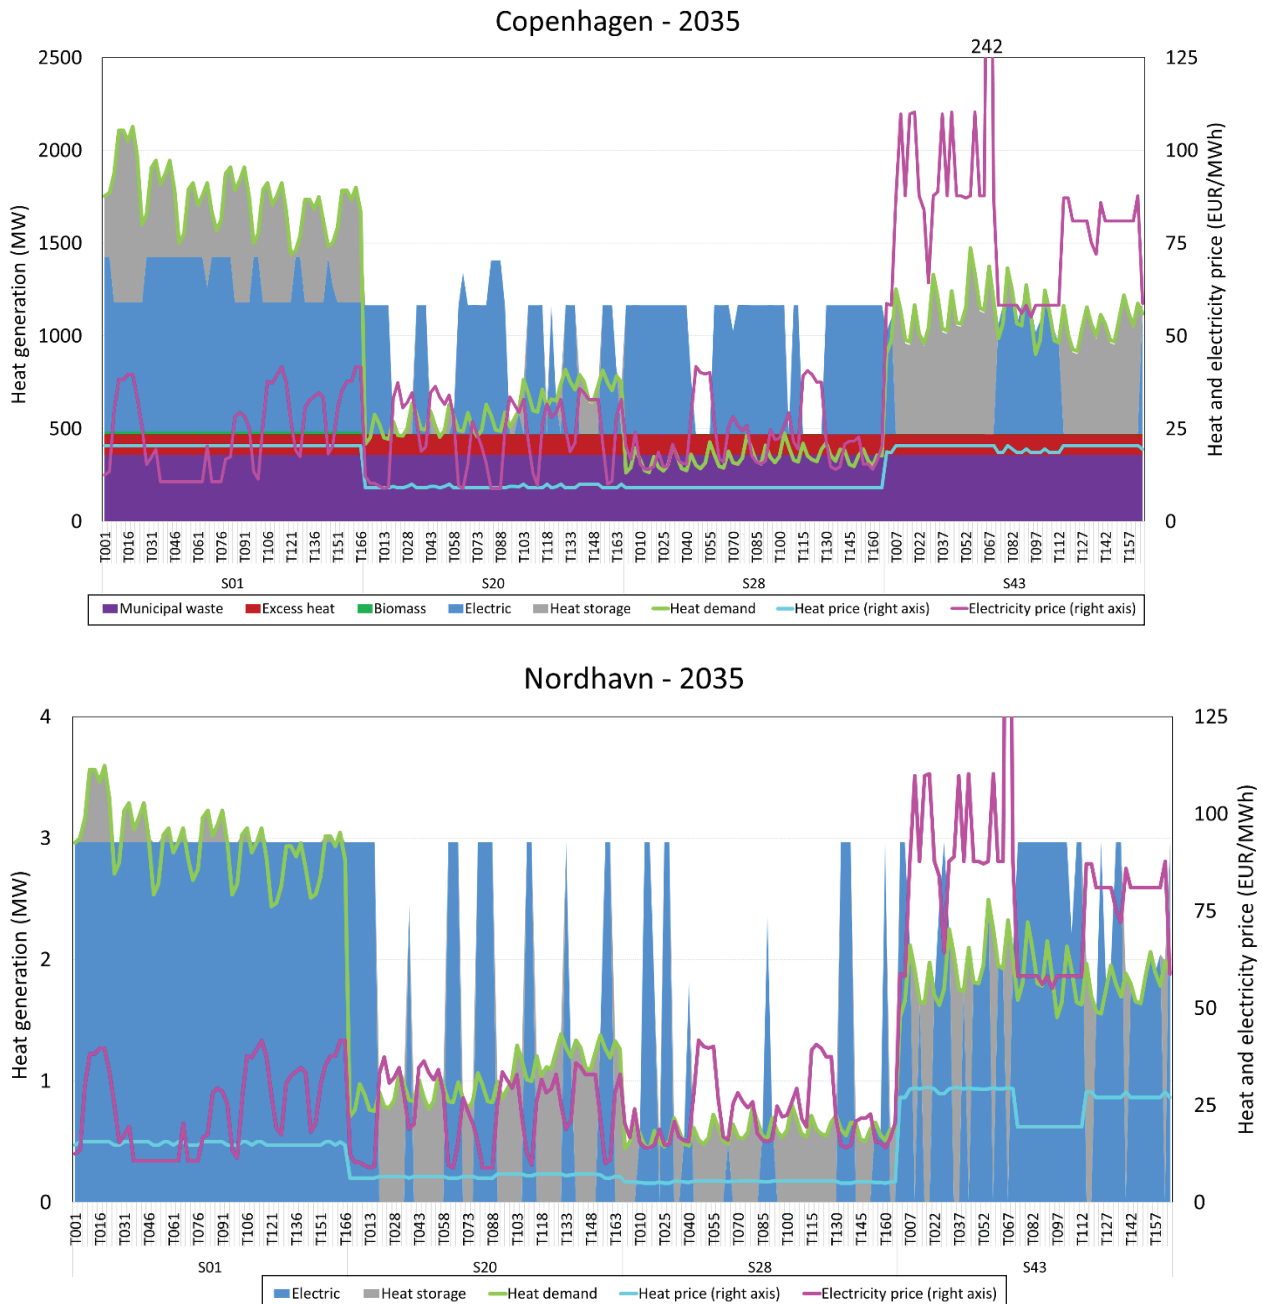 Copenhagen - 2035
242
2500 125
2000 100
1500 75
1000 50
500 25
0 0
Heat generation (MW)
Heat and electricity price (EUR/MWh)
T001 T016 T031 T046 T061 T076 T091 T106 T121 T136 T151 T166 T013 T028 T043 T058 T073 T088 T103 T118 T133 T148 T163 T010 T025 T040 T055 T070 T085 T100 T115 T130 T145 T160 T007 T022 T037 T052 T067 T082 T097 T112 T127 T142 T157
S01 S20 S28 S43
Municipal waste Excess heat Biomass Electric Heat storage Heat demand Heat price (right axis) Electricity price (right axis)
Nordhavn - 2035
4 125
100
3
75
2
50
1
25
0 0
Heat generation (MW)
Heat and electricity price (EUR/MWh)
T001 T016 T031 T046 T061 T076 T091 T106 T121 T136 T151 T166 T013 T028 T043 T058 T073 T088 T103 T118 T133 T148 T163 T010 T025 T040 T055 T070 T085 T100 T115 T130 T145 T160 T007 T022 T037 T052 T067 T082 T097 T112 T127 T142 T157
S01 S20 S28 S43
Electric Heat storage Heat demand Heat price (right axis) Electricity price (right axis)